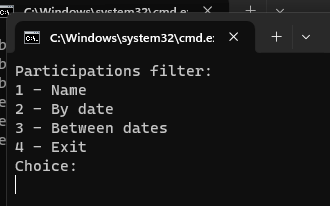 C:\Windows\system32\cmd.e
C:\Windows\system32\cmd.e
Participations filter:
1 - Name
2 - By date
3 - Between dates
4 - Exit
Choice: